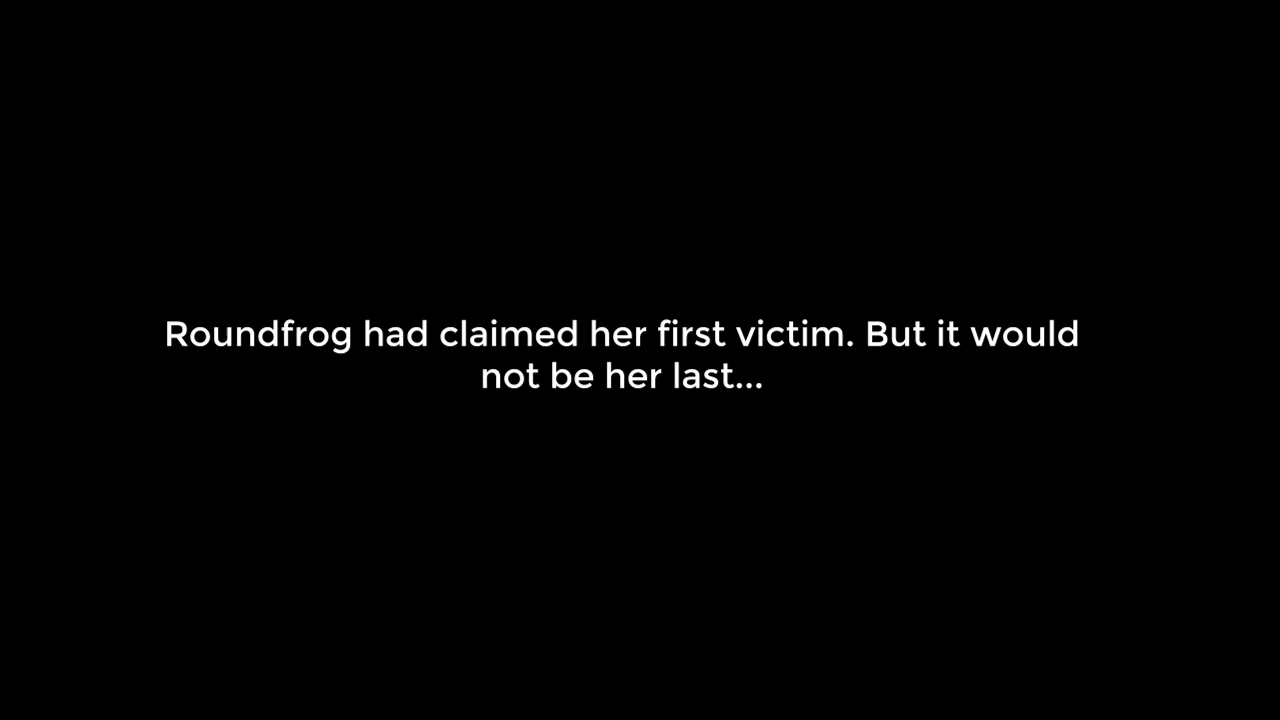 Roundfrog had claimed her first victim. But it would
not be her last...